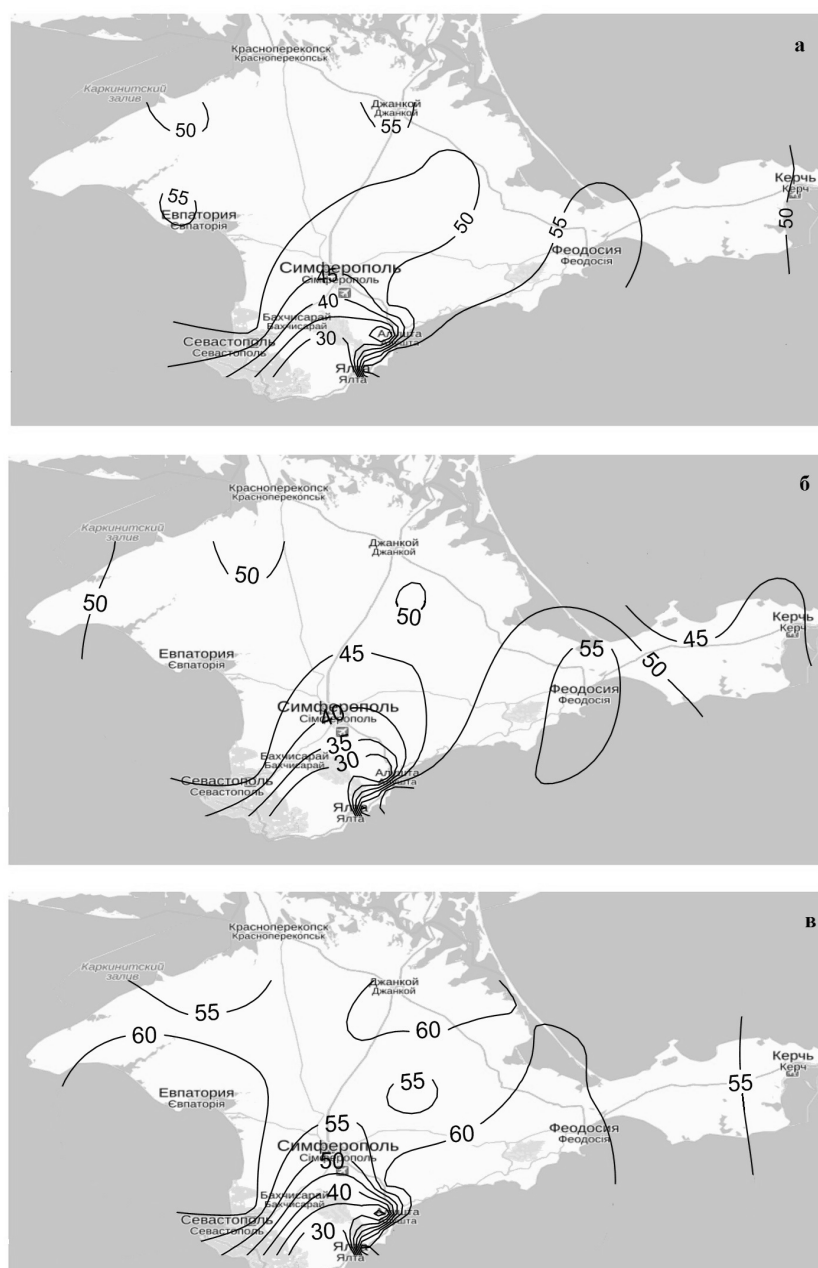 а
Красноперекопск
Красноперекопськ
Каркинитский
залив
Джанкой
Джанкой
50
55
Керчь
Керч
55
Евпатория
Євпаторія
50
55
50
Феодосия
Феодосія
Симферополь
Сімферополь
45
40
Бахчисарай
Бахчисарай
30
Алушта
Алушта
Севастополь
Севастополь
Ялта
Ялта
б
Красноперекопск
Красноперекопськ
Каркинитский
залив
Джанкой
Джанкой
50
50
50
Керчь
Керч
45
Евпатория
Євпаторія
45
55
50
Феодосия
Феодосія
Симферополь
Сімферополь
40
35
Бахчисарай
Бахчисарай
30
Алушта
Алушта
Севастополь
Севастополь
Ялта
Ялта
в
Красноперекопск
Красноперекопськ
Каркинитский
залив
Джанкой
Джанкой
55
60
60
Керчь
Керч
55
55
Евпатория
Євпаторія
55
60
Феодосия
Феодосія
Симферополь
Сімферополь
50
40
Бахчисарай
Бахчисарай
Алушта
Алушта
Севастополь
Севастополь
30
Ялта
Ялта